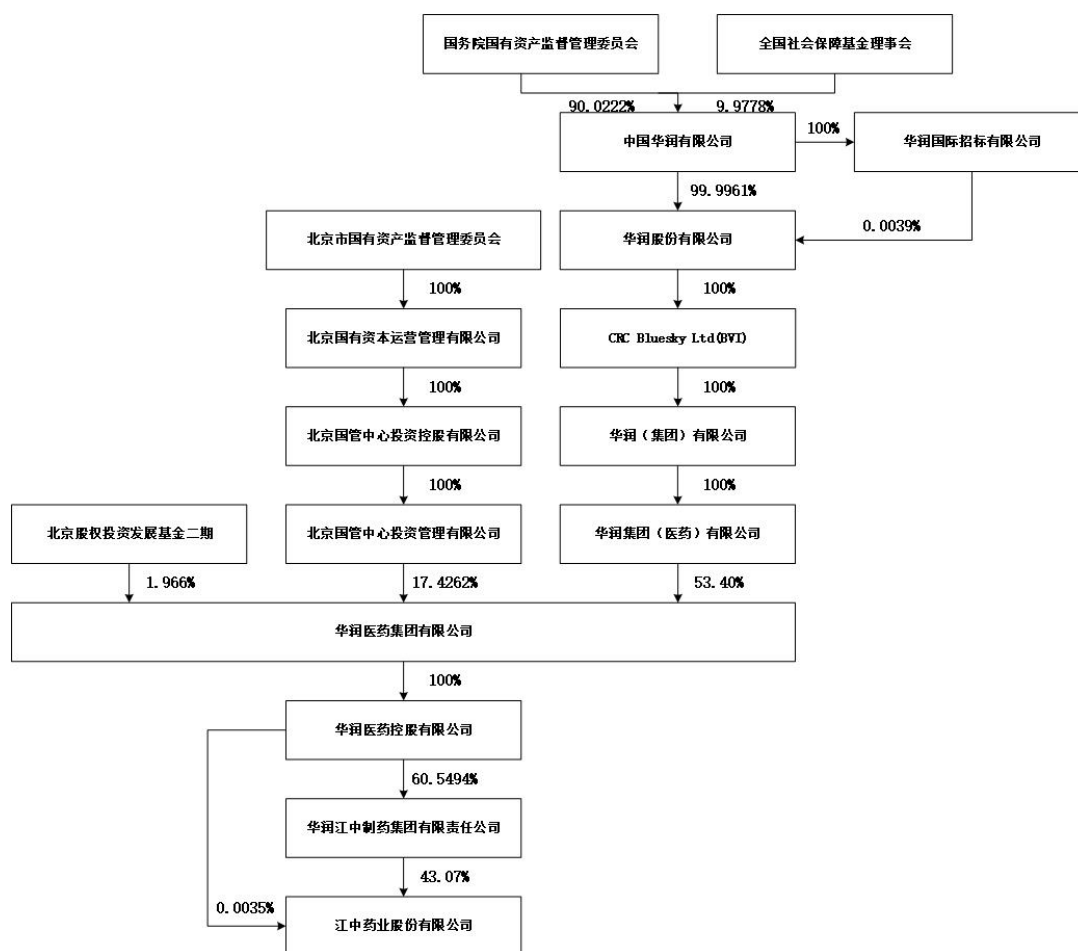 国务院国有资产监督管理委员会
全国社会保障基金理事会
90.0222%
9.9778%
中国华润有限公司
100%
华润国际招标有限公司
99.9961%
北京市国有资产监督管理委员会
华润股份有限公司
0.0039%
100%
100%
北京国有资本运营管理有限公司
CRC Bluesky Ltd(BVI)
100%
100%
北京国管中心投资控股有限公司
华润（集团）有限公司
100%
100%
北京股权投资发展基金二期
北京国管中心投资管理有限公司
华润集团（医药）有限公司
1.966%
17.4262%
53.40%
华润医药集团有限公司
100%
华润医药控股有限公司
60.5494%
华润江中制药集团有限责任公司
43.07%
0.0035%
江中药业股份有限公司